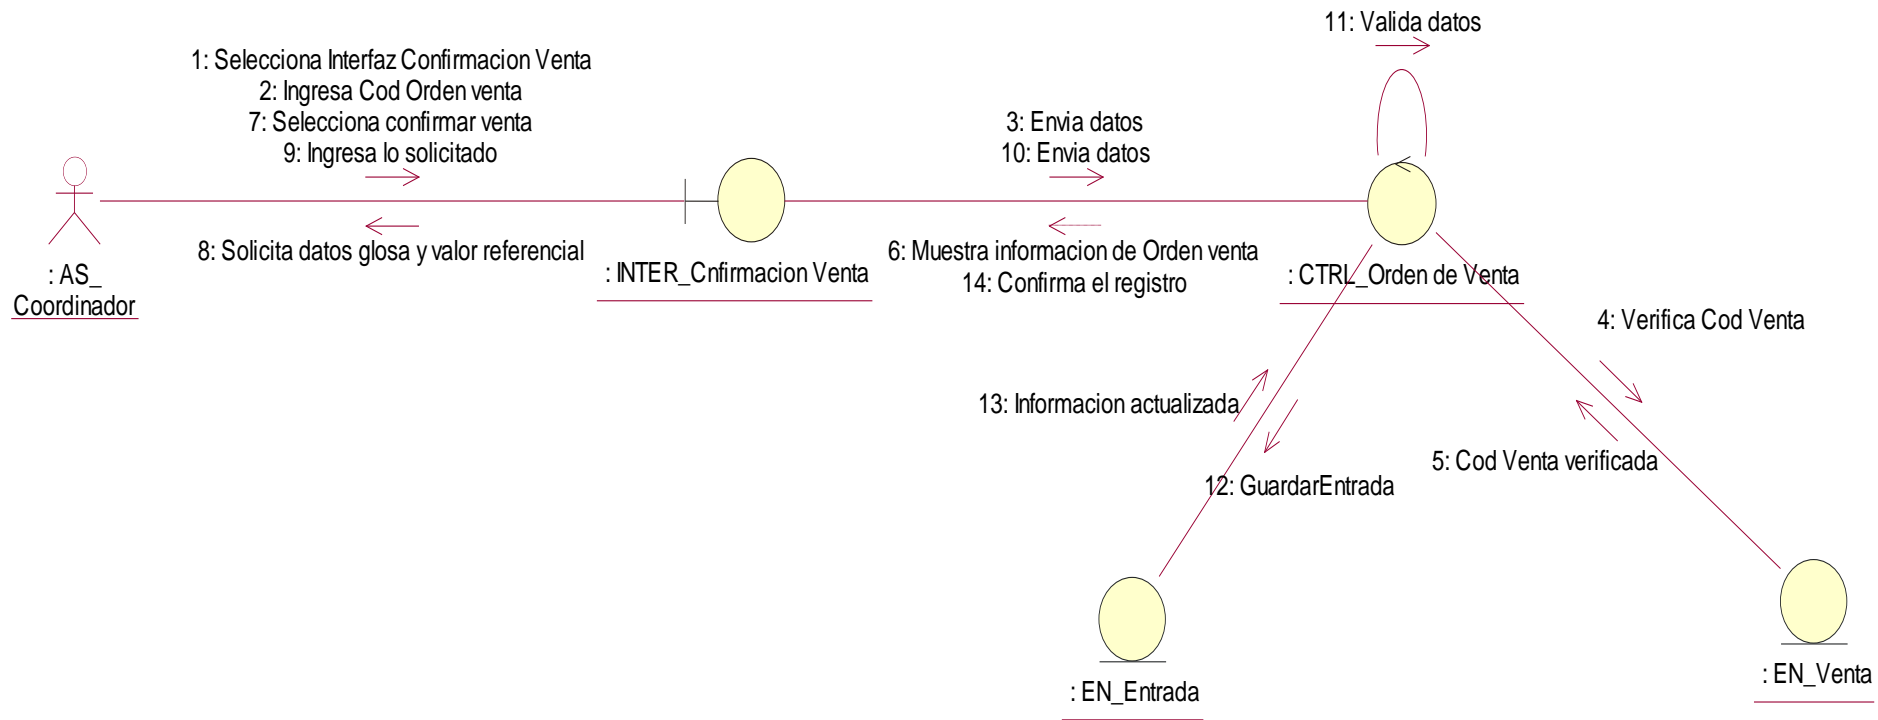 11: Valida datos
1: Selecciona Interfaz Confirmacion Venta
2: Ingresa Cod Orden venta
7: Selecciona confirmar venta
9: Ingresa lo solicitado
3: Envia datos
10: Envia datos
8: Solicita datos glosa y valor referencial
6: Muestra informacion de Orden venta
14: Confirma el registro
: AS_
Coordinador
: INTER_Cnfirmacion Venta
: CTRL_Orden de Venta
4: Verifica Cod Venta
13: Informacion actualizada
5: Cod Venta verificada
12: GuardarEntrada
: EN_Entrada
: EN_Venta